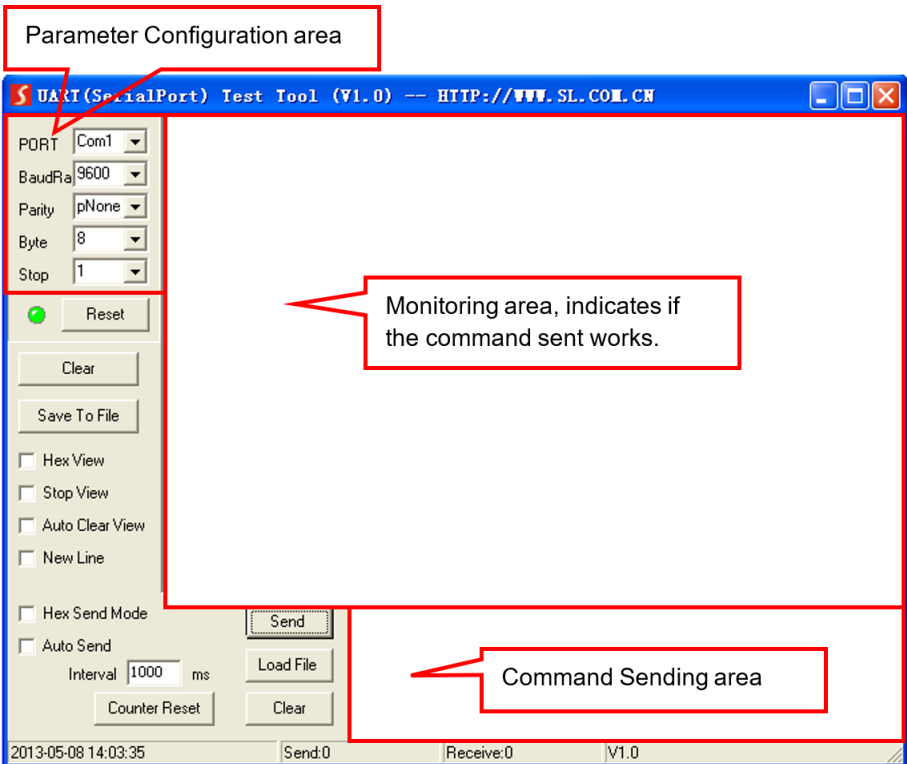 Parameter Configuration area
UART(SerialPort) Test Tool (V1.0) -- HTTP://WWW.SL.COM.CN
PORT Com1
BaudRa 9600
Parity pNone
Byte 8
Stop 1
Reset
Monitoring area, indicates if
the command sent works.
Clear
Save To File
Hex View
Stop View
Auto Clear View
New Line
Hex Send Mode
Send
Auto Send
Interval 1000 ms
Load File
Command Sending area
Counter Reset
Clear
2013-05-08 14:03:35 Send:0 Receive:0 V1.0